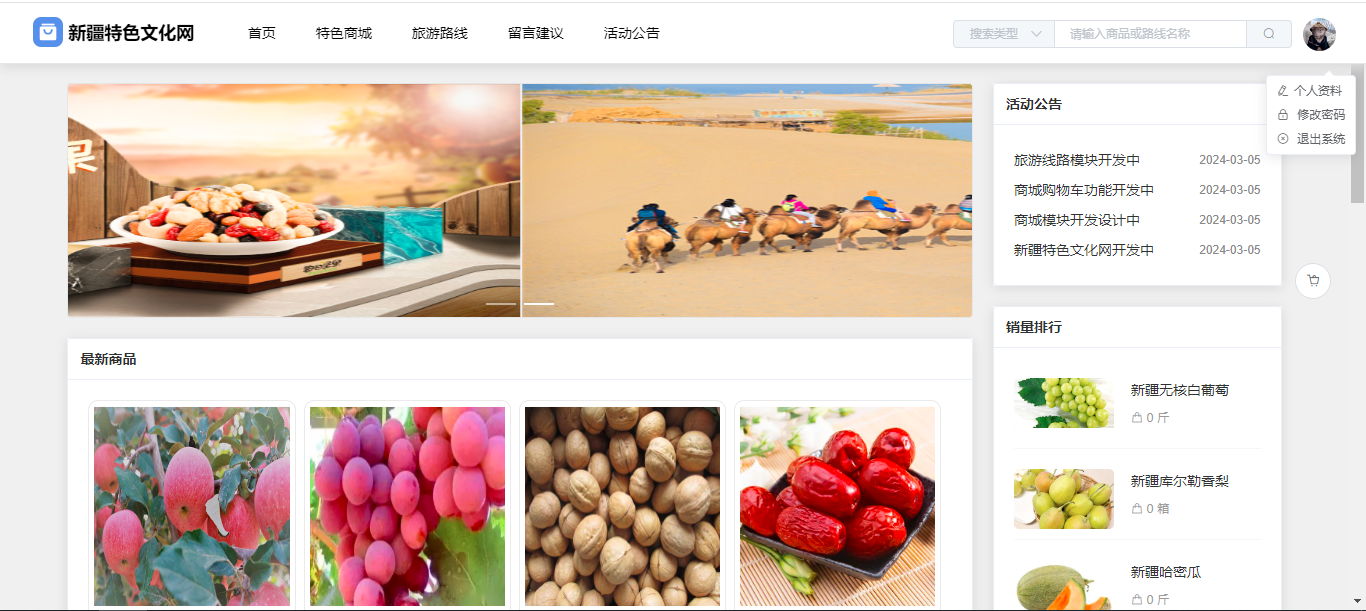 新疆特色文化网
首页
特色商城
旅游路线
留言建议
活动公告
搜索类型
请输入商品或路线名称
个人资料
修改密码
退出系统
果
活动公告
旅游线路模块开发中 2024-03-05
商城购物车功能开发中 2024-03-05
商城模块开发设计中 2024-03-05
新疆特色文化网开发中 2024-03-05
最新商品
销量排行
新疆无核白葡萄
0 斤
新疆库尔勒香梨
0 箱
新疆哈密瓜
0 斤